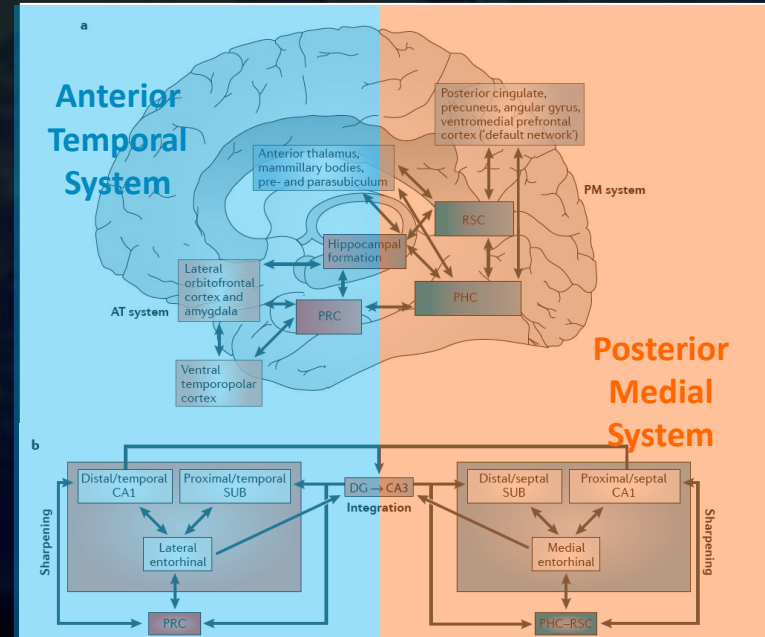 a
Anterior
Temporal
System
Posterior cingulate,
precuneus, angular gyrus,
ventromedial prefrontal
cortex (‘default network’)
Anterior thalamus,
mammillary bodies,
pre- and parasubiculum
PM system
RSC
Hippocampal
formation
Lateral
orbitofrontal
cortex and
amygdala
AT system
PRC
PHC
Ventral
temporopolar
cortex
Posterior
Medial
System
b
Distal/temporal
CA1
Proximal/temporal
SUB
DG → CA3
Integration
Distal/septal
SUB
Proximal/septal
CA1
Sharpening
Lateral
entorhinal
Medial
entorhinal
Sharpening
PRC
PHC–RSC